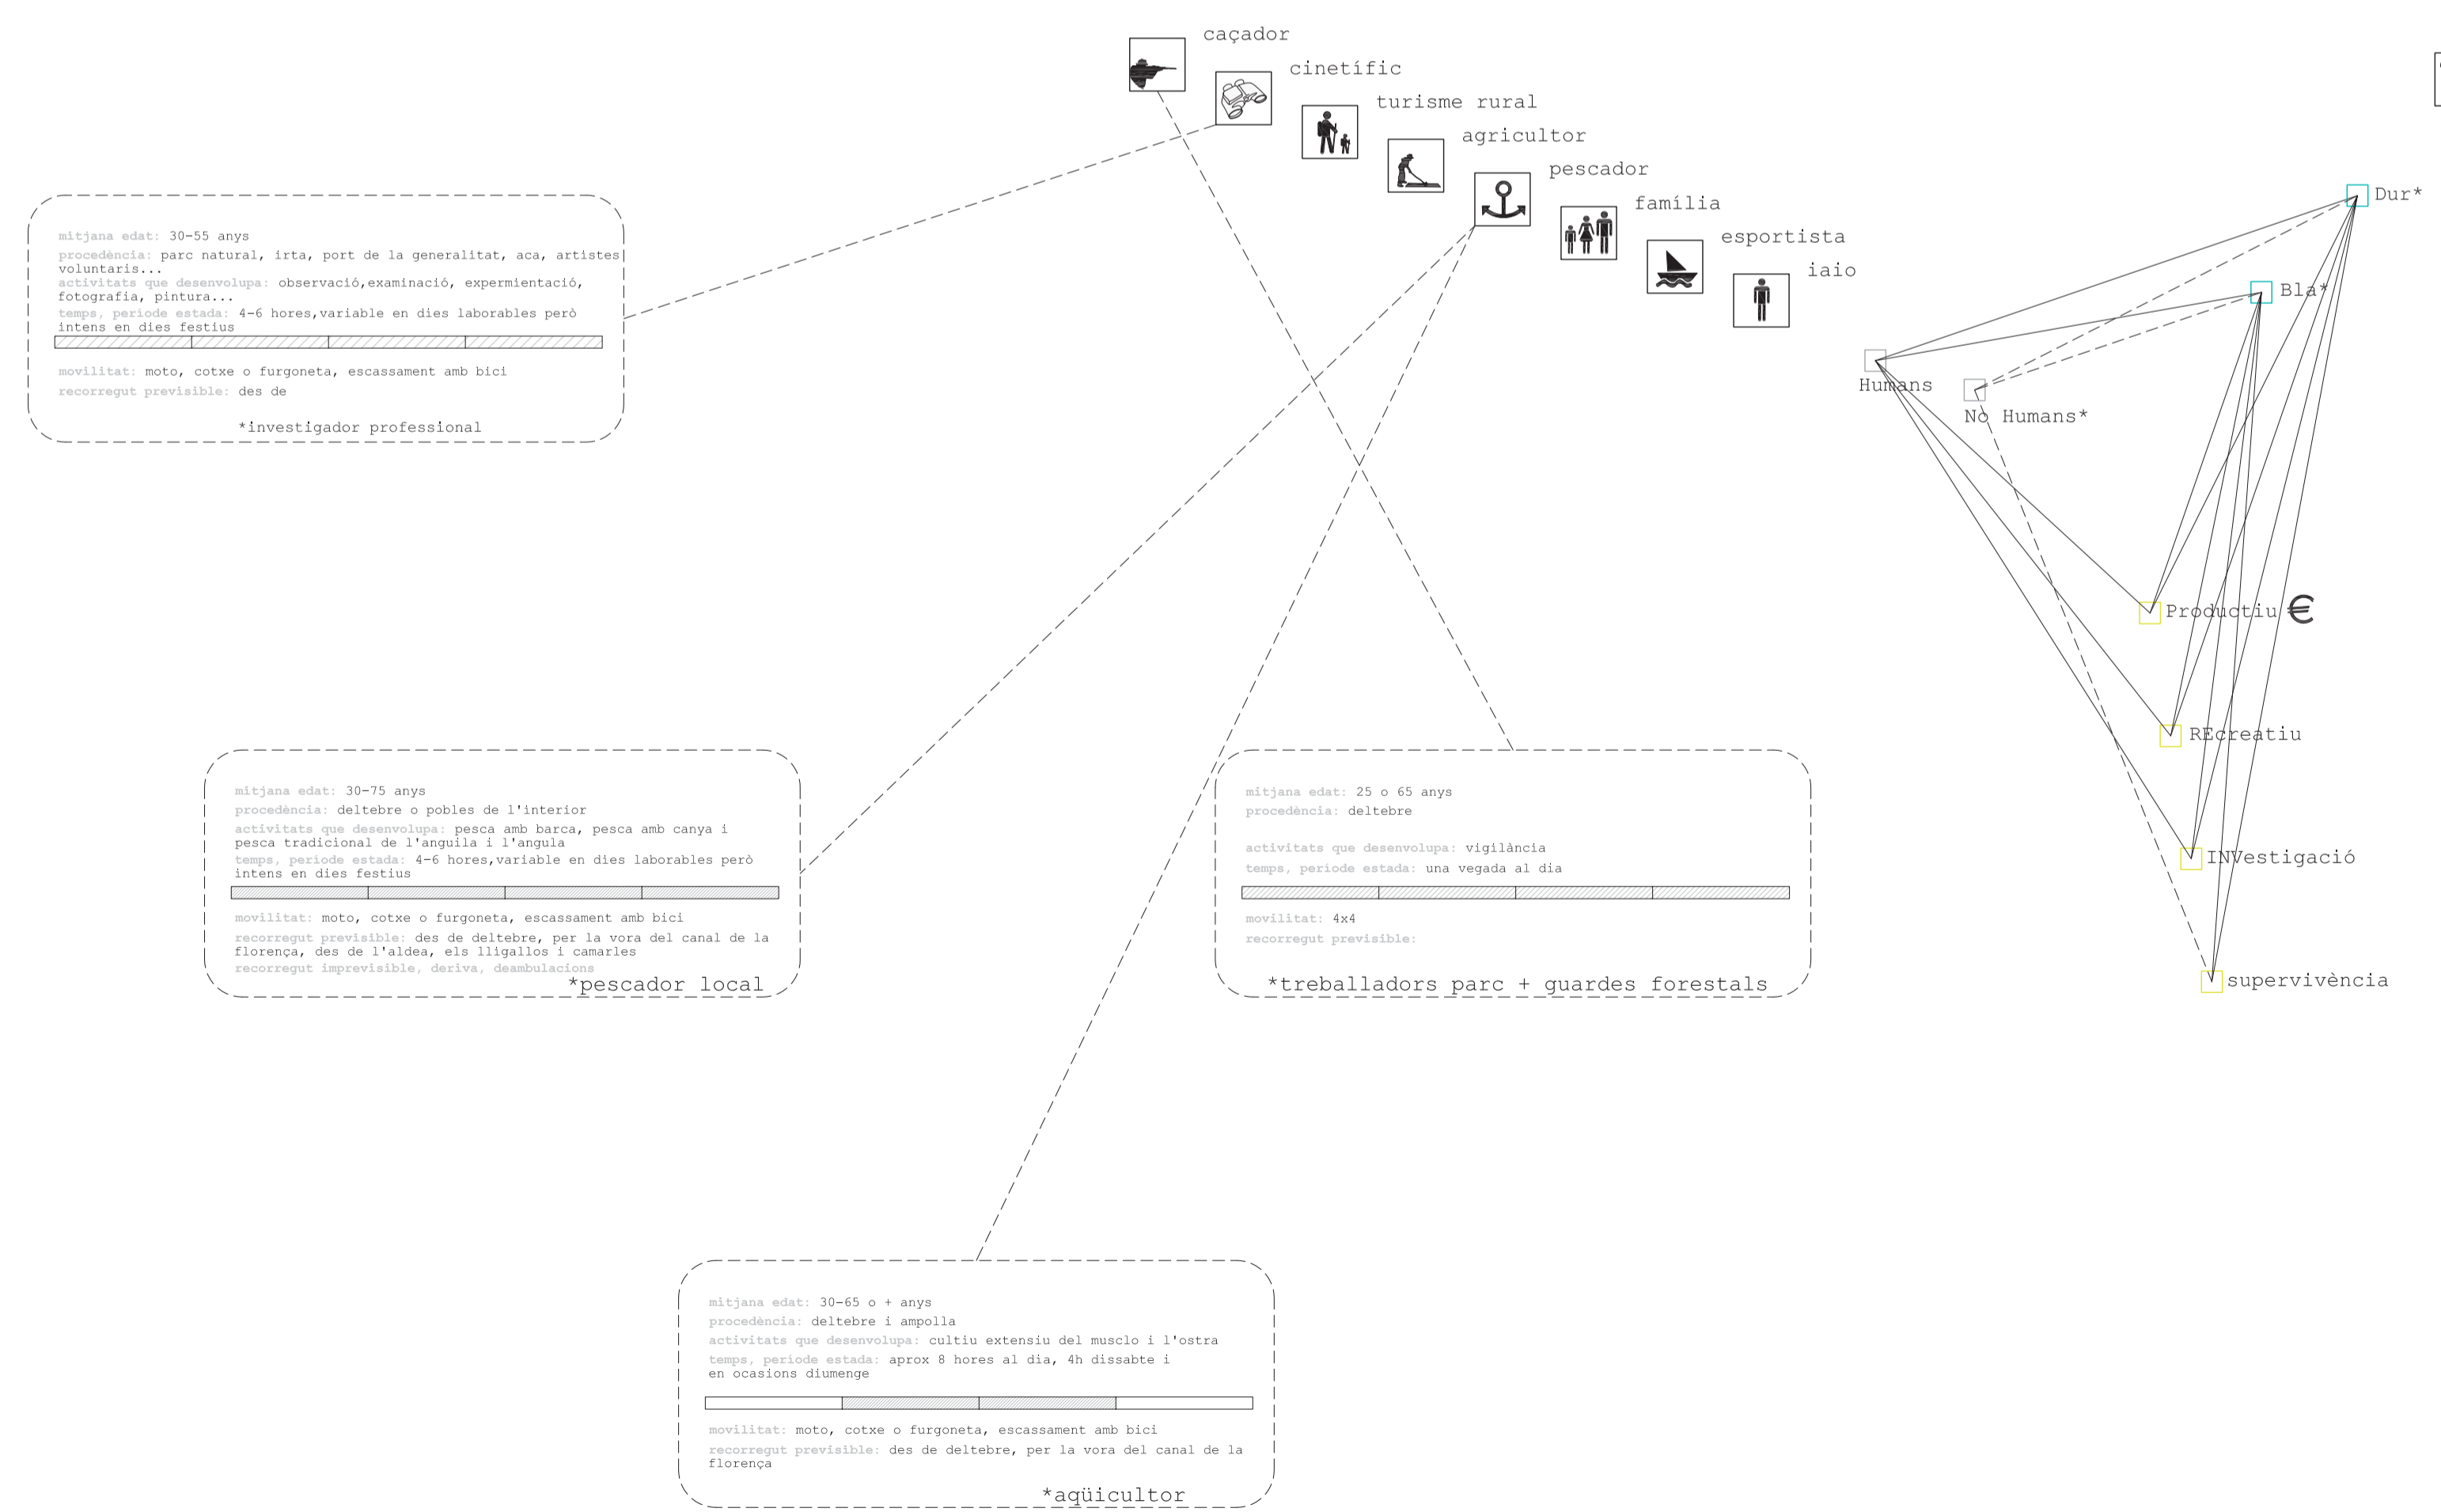 caçador
cinetífic
turisme rural
agricultor
pescador
família
esportista
iaio
mitjana edat: 30-55 anys
procedència: parc natural, irta, port de la generalitat, aca, artistes
voluntaris...
activitats que desenvolupa: observació,examinació, expermientació,
fotografia, pintura...
temps, periode estada: 4-6 hores,variable en dies laborables però
intens en dies festius
movilitat: moto, cotxe o furgoneta, escassament amb bici
recorregut previsible: des de
*investigador professional
Dur*
Bla*
Humans
No Humans*
Productiu €
REcreatiu
INVestigació
supervivència
mitjana edat: 30-75 anys
procedència: deltebre o pobles de l'interior
activitats que desenvolupa: pesca amb barca, pesca amb canya i
pesca tradicional de l'anguila i l'angula
temps, periode estada: 4-6 hores,variable en dies laborables però
intens en dies festius
movilitat: moto, cotxe o furgoneta, escassament amb bici
recorregut previsible: des de deltebre, per la vora del canal de la
florença, des de l'aldea, els lligallos i camarles
recorregut imprevisible, deriva, deambulacions
*pescador local
mitjana edat: 25 o 65 anys
procedència: deltebre
activitats que desenvolupa: vigilància
temps, periode estada: una vegada al dia
movilitat: 4x4
recorregut previsible:
*treballadors parc + guardes forestals
mitjana edat: 30-65 o + anys
procedència: deltebre i ampolla
activitats que desenvolupa: cultiu extensiu del musclo i l'ostra
temps, periode estada: aprox 8 hores al dia, 4h dissabte i
en ocasions diumenge
movilitat: moto, cotxe o furgoneta, escassament amb bici
recorregut previsible: des de deltebre, per la vora del canal de la
florença
*aqüicultor